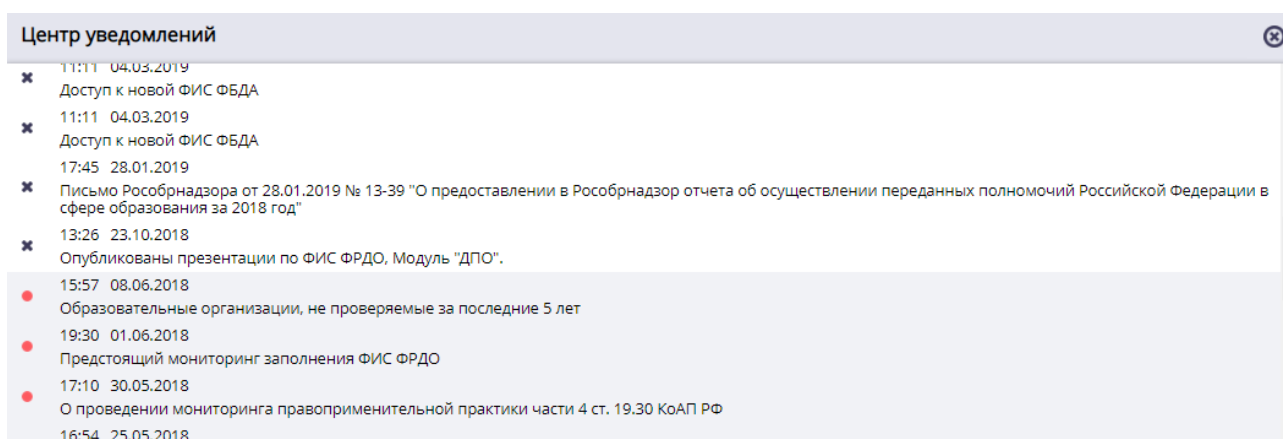 Центр уведомлений
11:11 04.03.2019
Доступ к новой ФИС ФБДА
11:11 04.03.2019
Доступ к новой ФИС ФБДА
17:45 28.01.2019
Письмо Рособрнадзора от 28.01.2019 № 13-39 "О предоставлении в Рособрнадзор отчета об осуществлении переданных полномочий Российской Федерации в
сфере образования за 2018 год"
13:26 23.10.2018
Опубликованы презентации по ФИС ФРДО, Модуль "ДПО".
15:57 08.06.2018
Образовательные организации, не проверяемые за последние 5 лет
19:30 01.06.2018
Предстоящий мониторинг заполнения ФИС ФРДО
17:10 30.05.2018
О проведении мониторинга правоприменительной практики части 4 ст. 19.30 КоАП РФ
16:54 25.05.2018